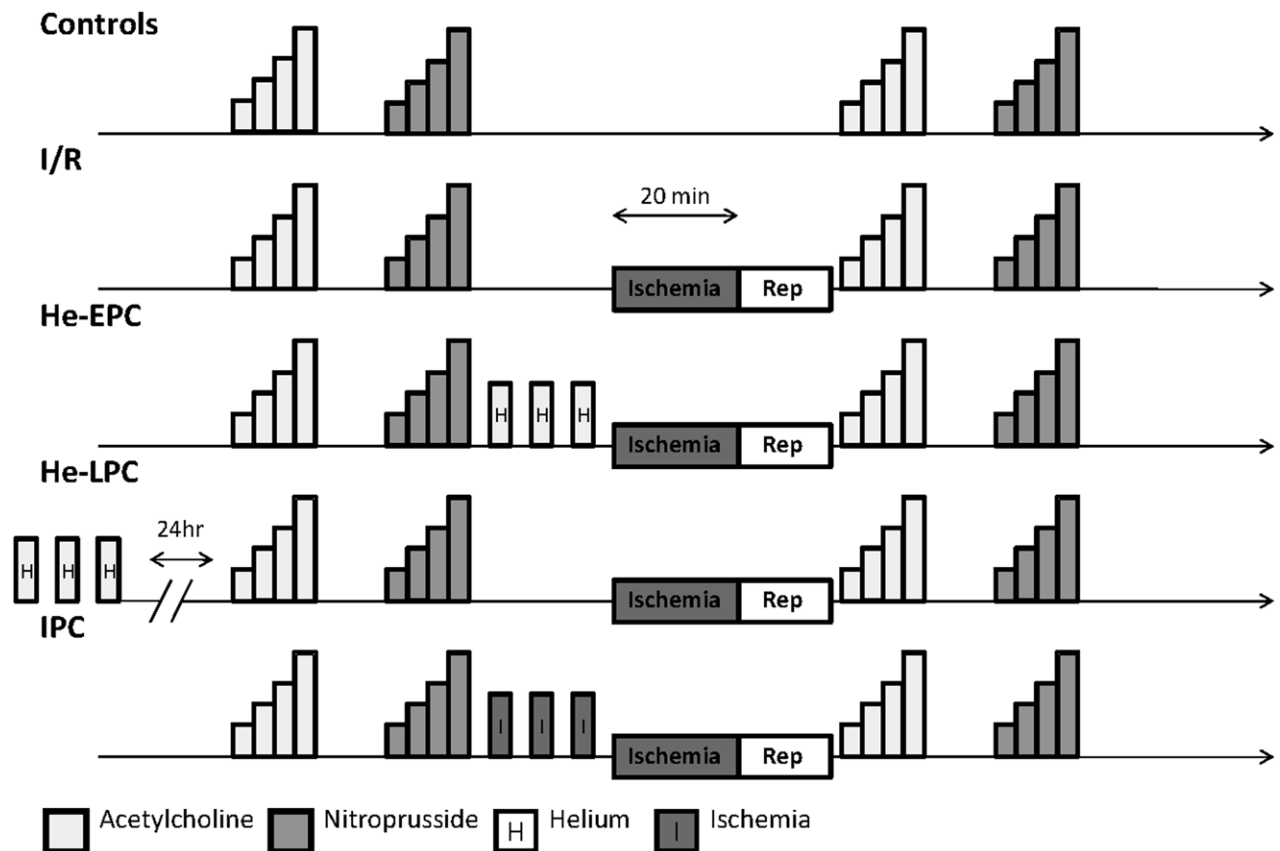 Controls
I/R
20 min
Ischemia Rep
He-EPC
H H H
Ischemia Rep
He-LPC
24hr
H H H
Ischemia Rep
IPC
I I I
Ischemia Rep
Acetylcholine Nitroprusside H Helium I Ischemia